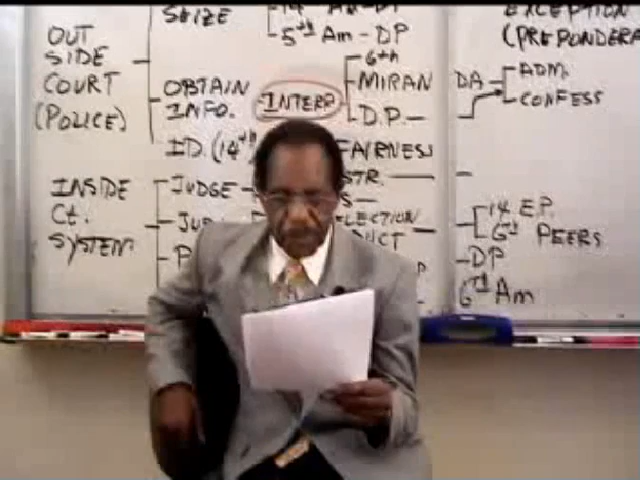 SEIZE
5th Am - DP
EXCEPTION
(PREPONDERA
OUT
SIDE
COURT
(POLICE)
OBTAIN
INFO.
INTERR
6th
MIRAN
D.P.
DA
ADM.
CONFESS
ID. (14th
FAIRNESS
INSIDE
Ct.
SYSTEM
JUDGE
STR.
14 E.P.
6th PEERS
DP
6th Am